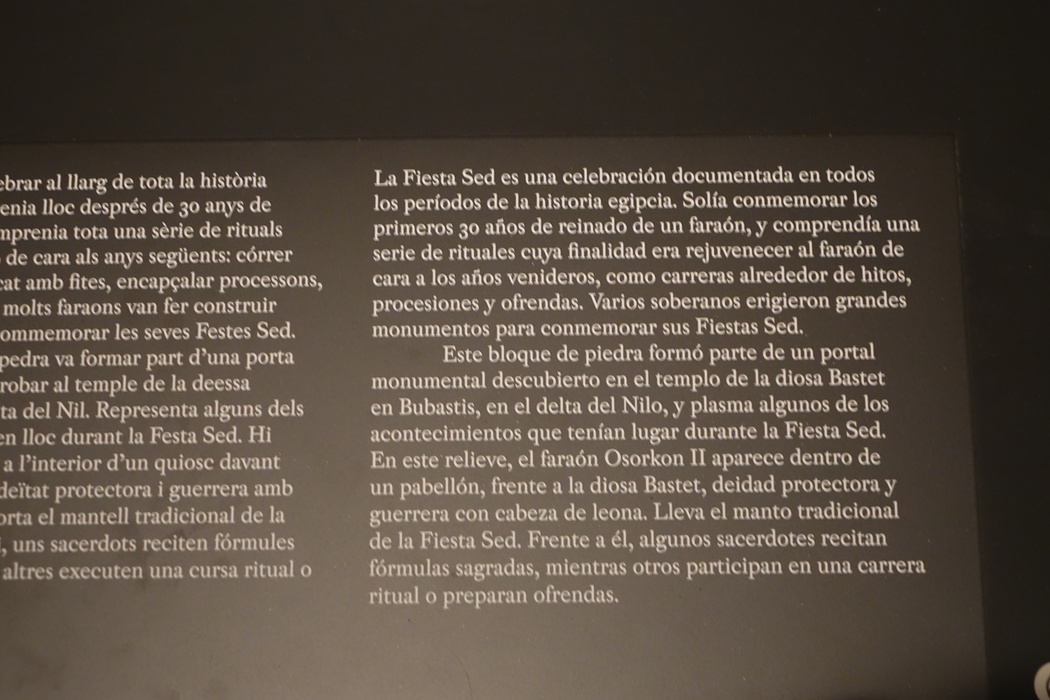 al llarg de tota la història
lloc després de 30 anys de
tota una sèrie de rituals
de cara als anys següents: córrer
amb fites, encapçalar processons,
molts faraons van fer construir
les seves Festes Sed.
pedra va formar part d'una porta
al temple de la deessa
del Nil. Representa alguns dels
lloc durant la Festa Sed. Hi
a l'interior d'un quiosc davant
deïtat protectora i guerrera amb
el mantell tradicional de la
uns sacerdots reciten fórmules
altres executen una cursa ritual o
La Fiesta Sed es una celebración documentada en todos
los períodos de la historia egipcia. Solía conmemorar los
primeros 30 años de reinado de un faraón, y comprendía una
serie de rituales cuya finalidad era rejuvenecer al faraón de
cara a los años venideros, como carreras alrededor de hitos,
procesiones y ofrendas. Varios soberanos erigieron grandes
monumentos para conmemorar sus Fiestas Sed.
Este bloque de piedra formó parte de un portal
monumental descubierto en el templo de la diosa Bastet
en Bubastis, en el delta del Nilo, y plasma algunos de los
acontecimientos que tenían lugar durante la Fiesta Sed.
En este relieve, el faraón Osorkon II aparece dentro de
un pabellón, frente a la diosa Bastet, deidad protectora y
guerrera con cabeza de leona. Lleva el manto tradicional
de la Fiesta Sed. Frente a él, algunos sacerdotes recitan
fórmulas sagradas, mientras otros participan en una carrera
ritual o preparan ofrendas.